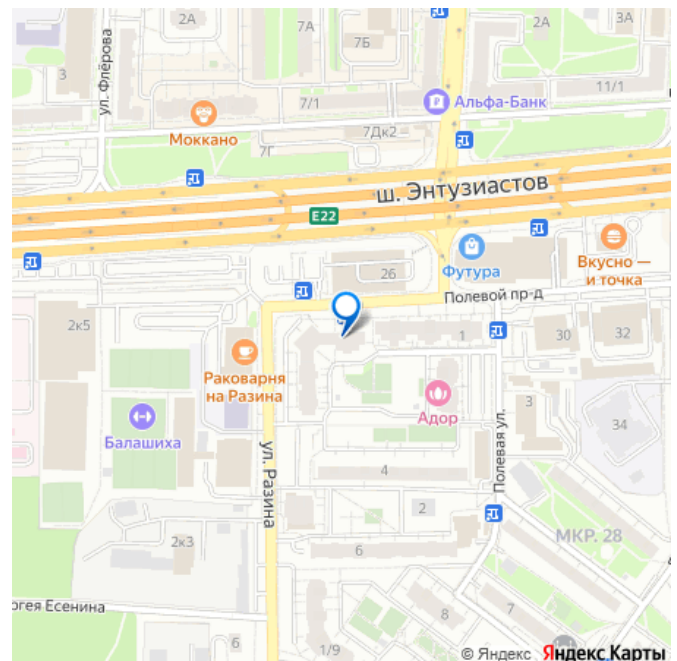 2А
7А
2А
3А
ул. Флёрова
3
7Б
7/1
11/1
Альфа-Банк
Моккано
7Г
7Дк2
ш. Энтузиастов
E22
26
Футура
Вкусно —
и точка
Полевой пр-д
2к5
1
30
32
Раковарня
на Разина
Адор
3
34
Балашиха
ул. Разина
Полевая ул.
4
2
2к3
6
МКР. 28
ргея Есенина
6
1/9
8
7
© Яндекс Яндекс Карты